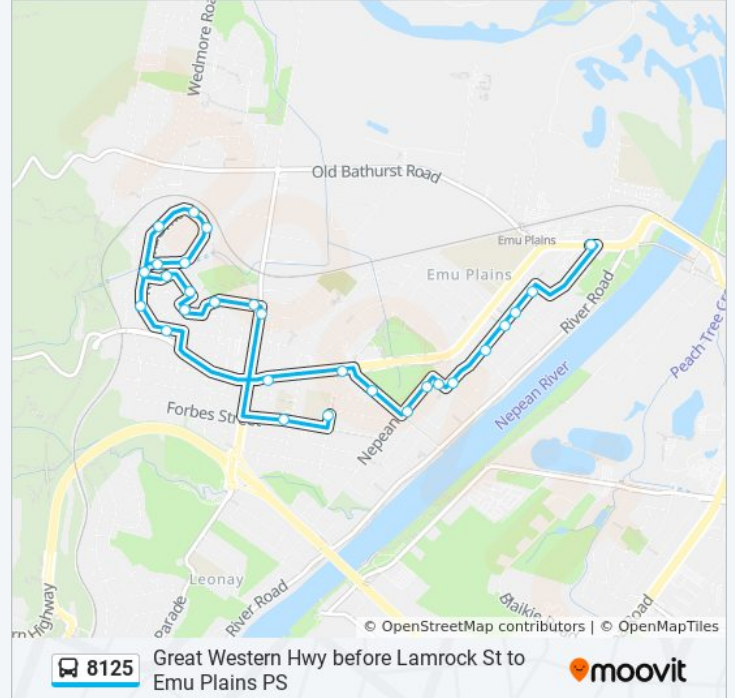 Wedmore Roa
Old Bathurst Road
Emu Plains
Emu Plains
River Road
Peach Tree Cr
Nepean River
Forbes Street
Nepean
Leonay
River Road
Parade
rn Highway
Road
© OpenStreetMap contributors | © OpenMapTiles
8125
Great Western Hwy before Lamrock St to
Emu Plains PS
moovit